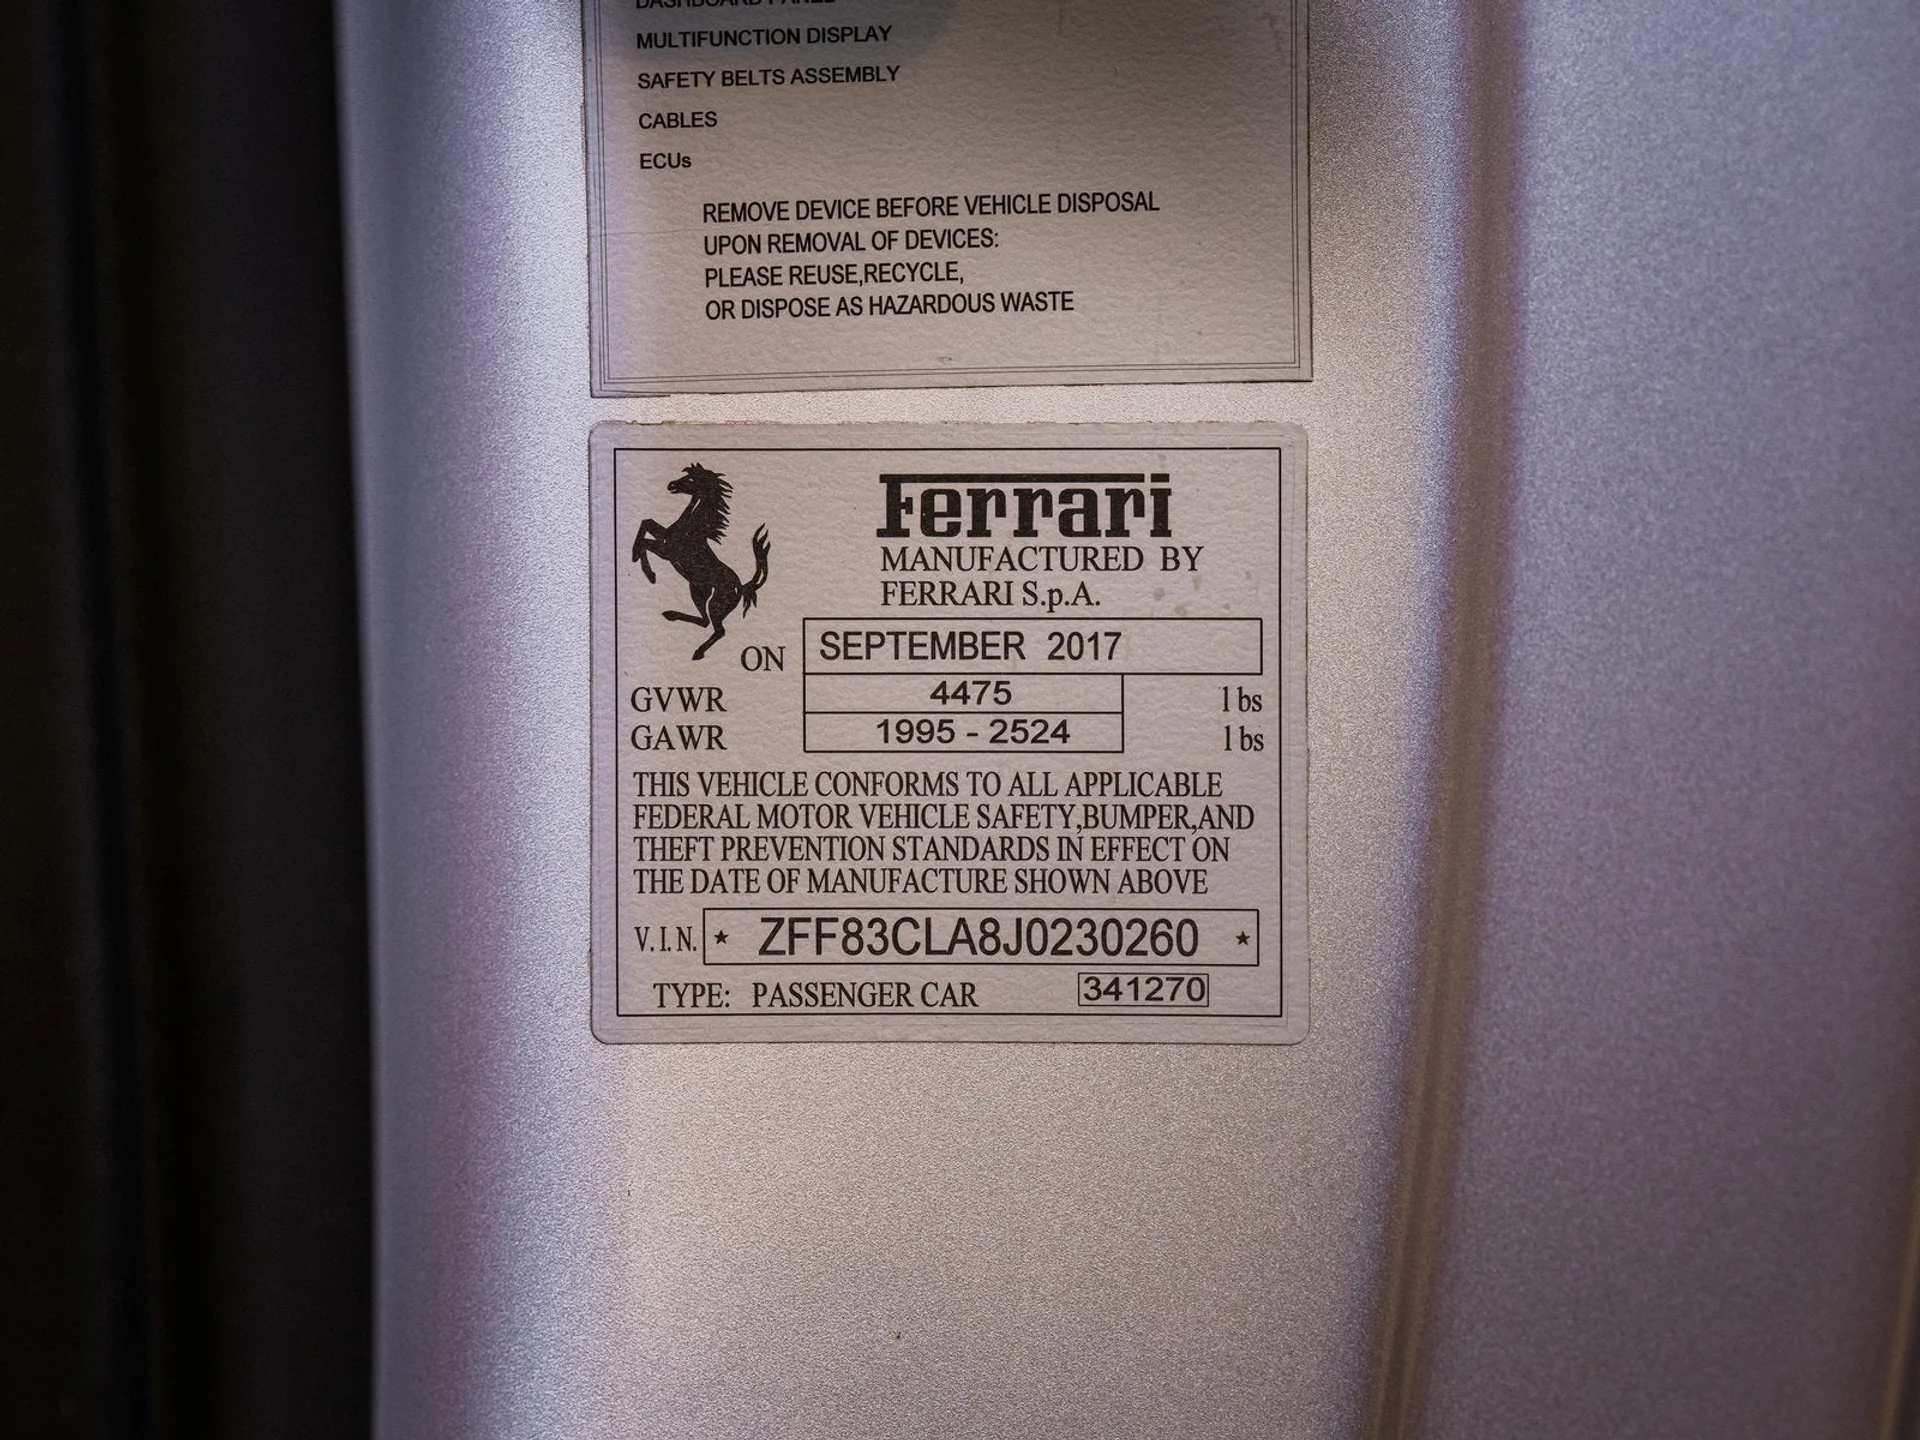 DASHBOARD PANEL
MULTIFUNCTION DISPLAY
SAFETY BELTS ASSEMBLY
CABLES
ECUs
REMOVE DEVICE BEFORE VEHICLE DISPOSAL
UPON REMOVAL OF DEVICES:
PLEASE REUSE,RECYCLE,
OR DISPOSE AS HAZARDOUS WASTE
Ferrari
MANUFACTURED BY
FERRARI S.p.A.
ON SEPTEMBER 2017
GVWR 4475 lbs
GAWR 1995 - 2524 lbs
THIS VEHICLE CONFORMS TO ALL APPLICABLE
FEDERAL MOTOR VEHICLE SAFETY,BUMPER,AND
THEFT PREVENTION STANDARDS IN EFFECT ON
THE DATE OF MANUFACTURE SHOWN ABOVE
V.I.N. ★ ZFF83CLA8J0230260 ★
TYPE: PASSENGER CAR 341270